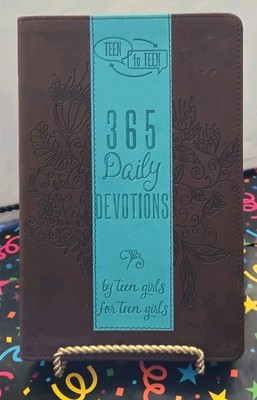 TEEN
to TEEN
365
Daily
DEVOTIONS
by teen girls
for teen girls